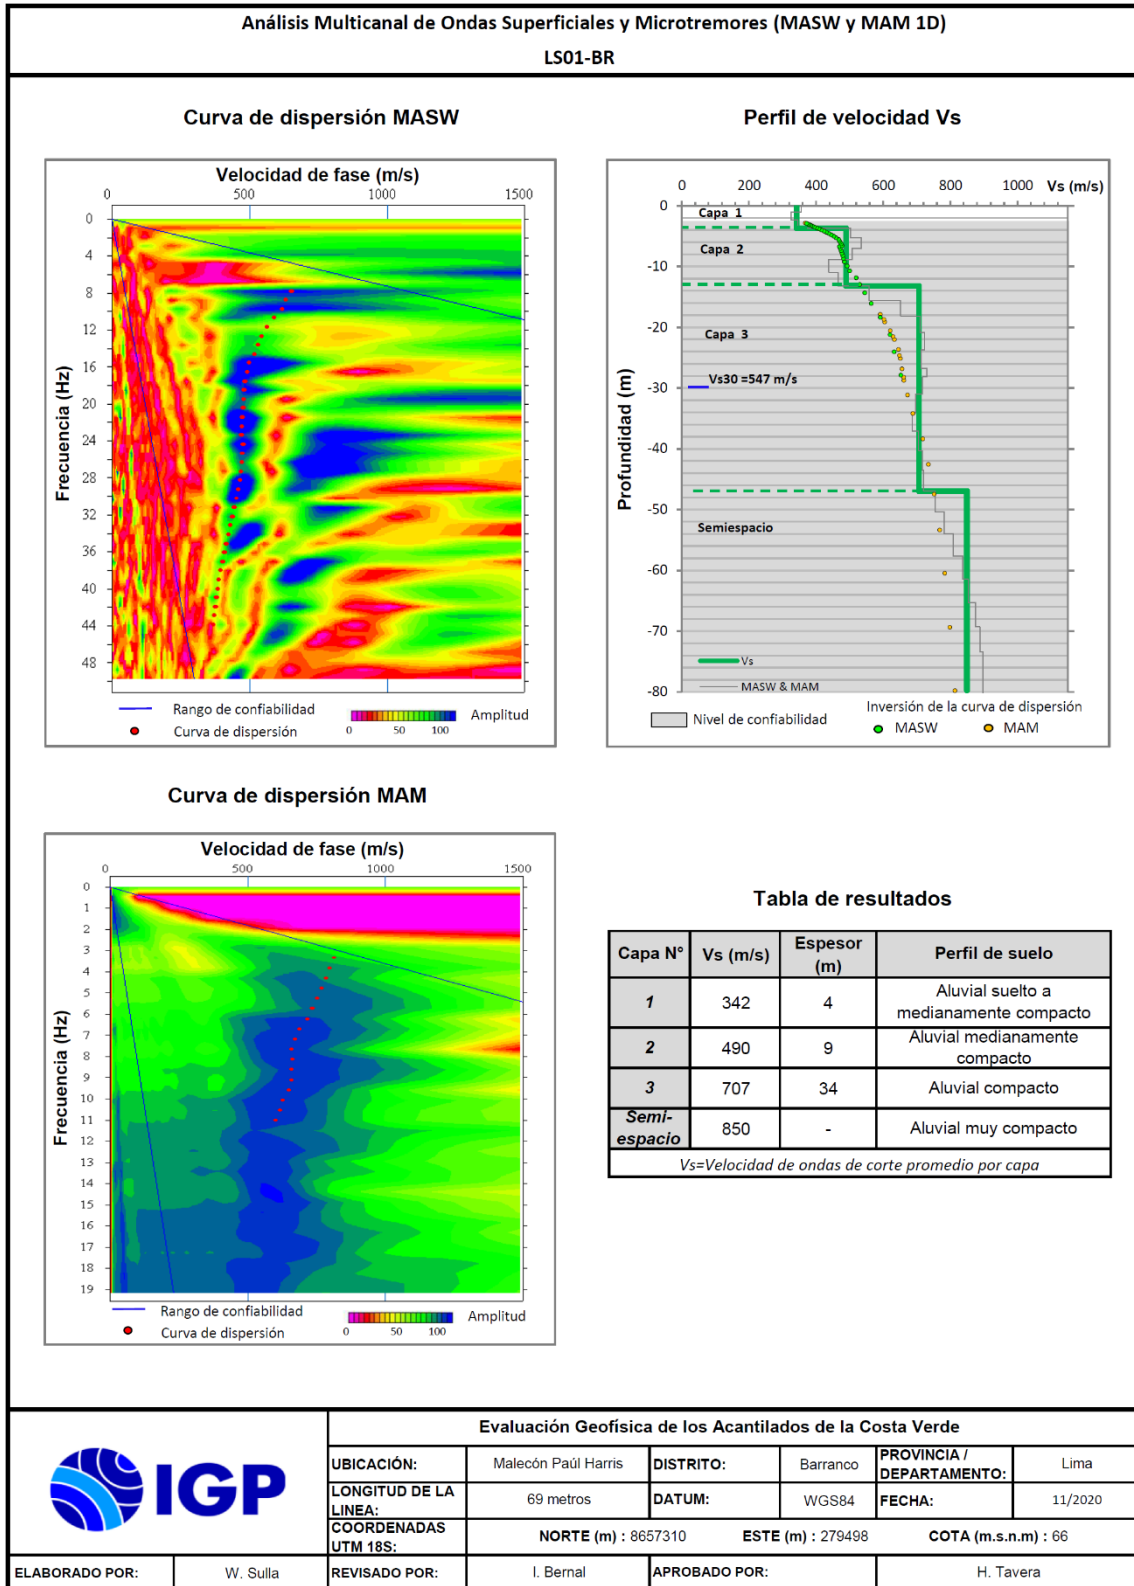 Análisis Multicanal de Ondas Superficiales y Microtremores (MASW y MAM 1D)
LS01-BR
Curva de dispersión MASW
Velocidad de fase (m/s)
0 500 1000 1500
Frecuencia (Hz)
0
4
8
12
16
20
24
28
32
36
40
44
48
Rango de confiabilidad
Curva de dispersión
0 50 100
Amplitud
Perfil de velocidad Vs
0 200 400 600 800 1000 Vs (m/s)
Profundidad (m)
0
-10
-20
-30
-40
-50
-60
-70
-80
Capa 1
Capa 2
Capa 3
Vs30 =547 m/s
Semiespacio
Vs
MASW & MAM
Nivel de confiabilidad
Inversión de la curva de dispersión
MASW MAM
Curva de dispersión MAM
Velocidad de fase (m/s)
0 500 1000 1500
Frecuencia (Hz)
0
1
2
3
4
5
6
7
8
9
10
11
12
13
14
15
16
17
18
19
Rango de confiabilidad
Curva de dispersión
0 50 100
Amplitud
Tabla de resultados
Capa N° Vs (m/s) Espesor (m) Perfil de suelo
1 342 4 Aluvial suelto a medianamente compacto
2 490 9 Aluvial medianamente compacto
3 707 34 Aluvial compacto
Semi-espacio 850 - Aluvial muy compacto
Vs=Velocidad de ondas de corte promedio por capa
IGP
Evaluación Geofísica de los Acantilados de la Costa Verde
UBICACIÓN: Malecón Paúl Harris DISTRITO: Barranco PROVINCIA / DEPARTAMENTO: Lima
LONGITUD DE LA LINEA: 69 metros DATUM: WGS84 FECHA: 11/2020
COORDENADAS UTM 18S: NORTE (m) : 8657310 ESTE (m) : 279498 COTA (m.s.n.m) : 66
ELABORADO POR: W. Sulla REVISADO POR: I. Bernal APROBADO POR: H. Tavera